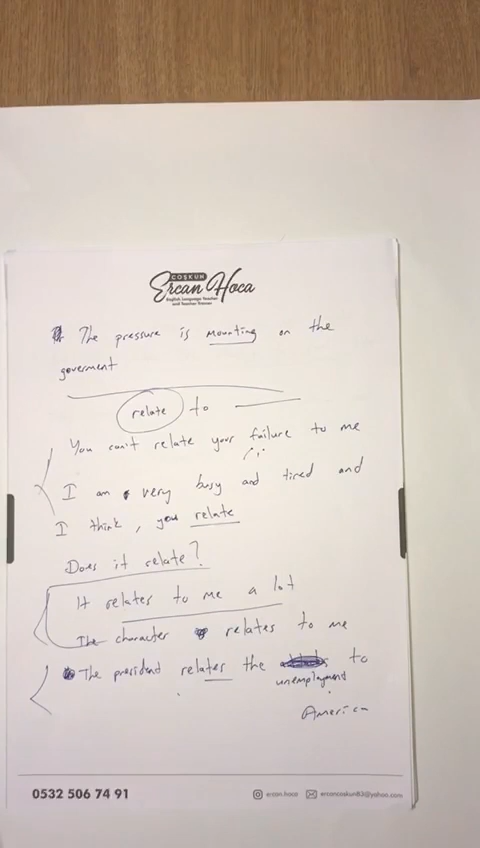 COŞKUN
Ercan Hoca
English Language Teacher
and Teacher Trainer
The pressure is mounting on the
goverment
relate to
You can't relate your failure to me
I am very busy and tired and
I think, you relate
Does it relate?
It relates to me a lot
The character relates to me
The president relates the to
unemployment
America
0532 506 74 91
ercan.hoca ercancoskun83@yahoo.com